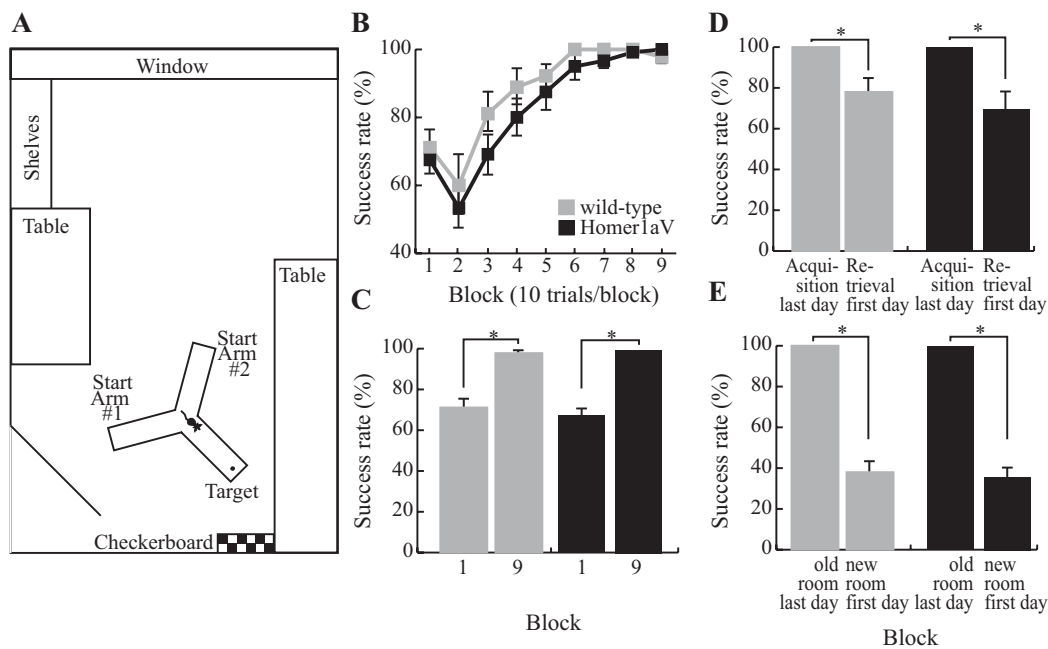 A
Window
Shelves
Table
Table
Start
Arm
#2
Start
Arm
#1
Target
Checkerboard
B
Success rate (%)
100
80
60
40
1 2 3 4 5 6 7 8 9
wild-type
Homer1aV
Block (10 trials/block)
C
Success rate (%)
*
*
100
80
60
40
20
0
1 9 1 9
Block
D
Success rate (%)
*
*
100
80
60
40
20
0
Acqui- Re- Acqui- Re-
sition trieval sition trieval
last day first day last day first day
E
Success rate (%)
*
*
100
80
60
40
20
0
old new old new
room room room room
last day first day last day first day
Block